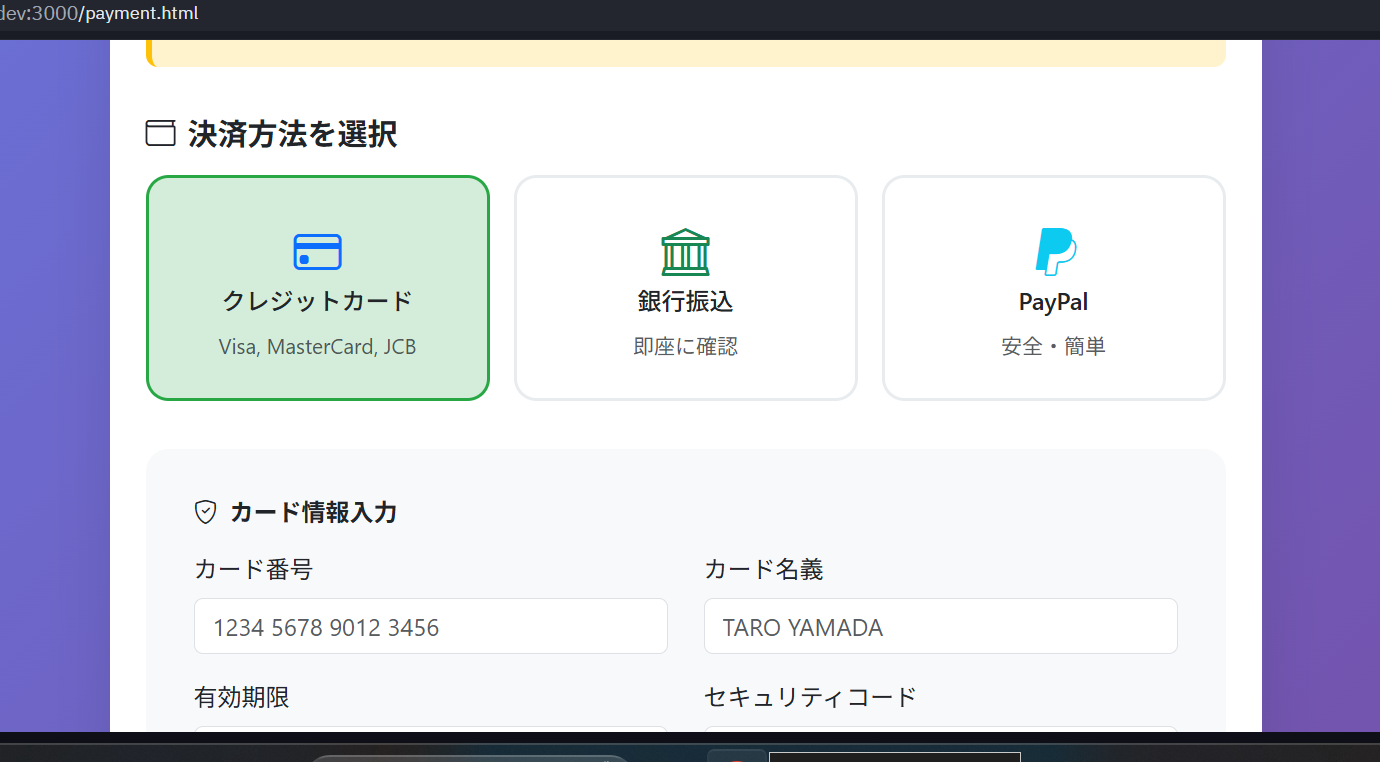 dev:3000/payment.html
決済方法を選択
クレジットカード
Visa, MasterCard, JCB
銀行振込
即座に確認
PayPal
安全・簡単
カード情報入力
カード番号
カード名義
1234 5678 9012 3456
TARO YAMADA
有効期限
セキュリティコード